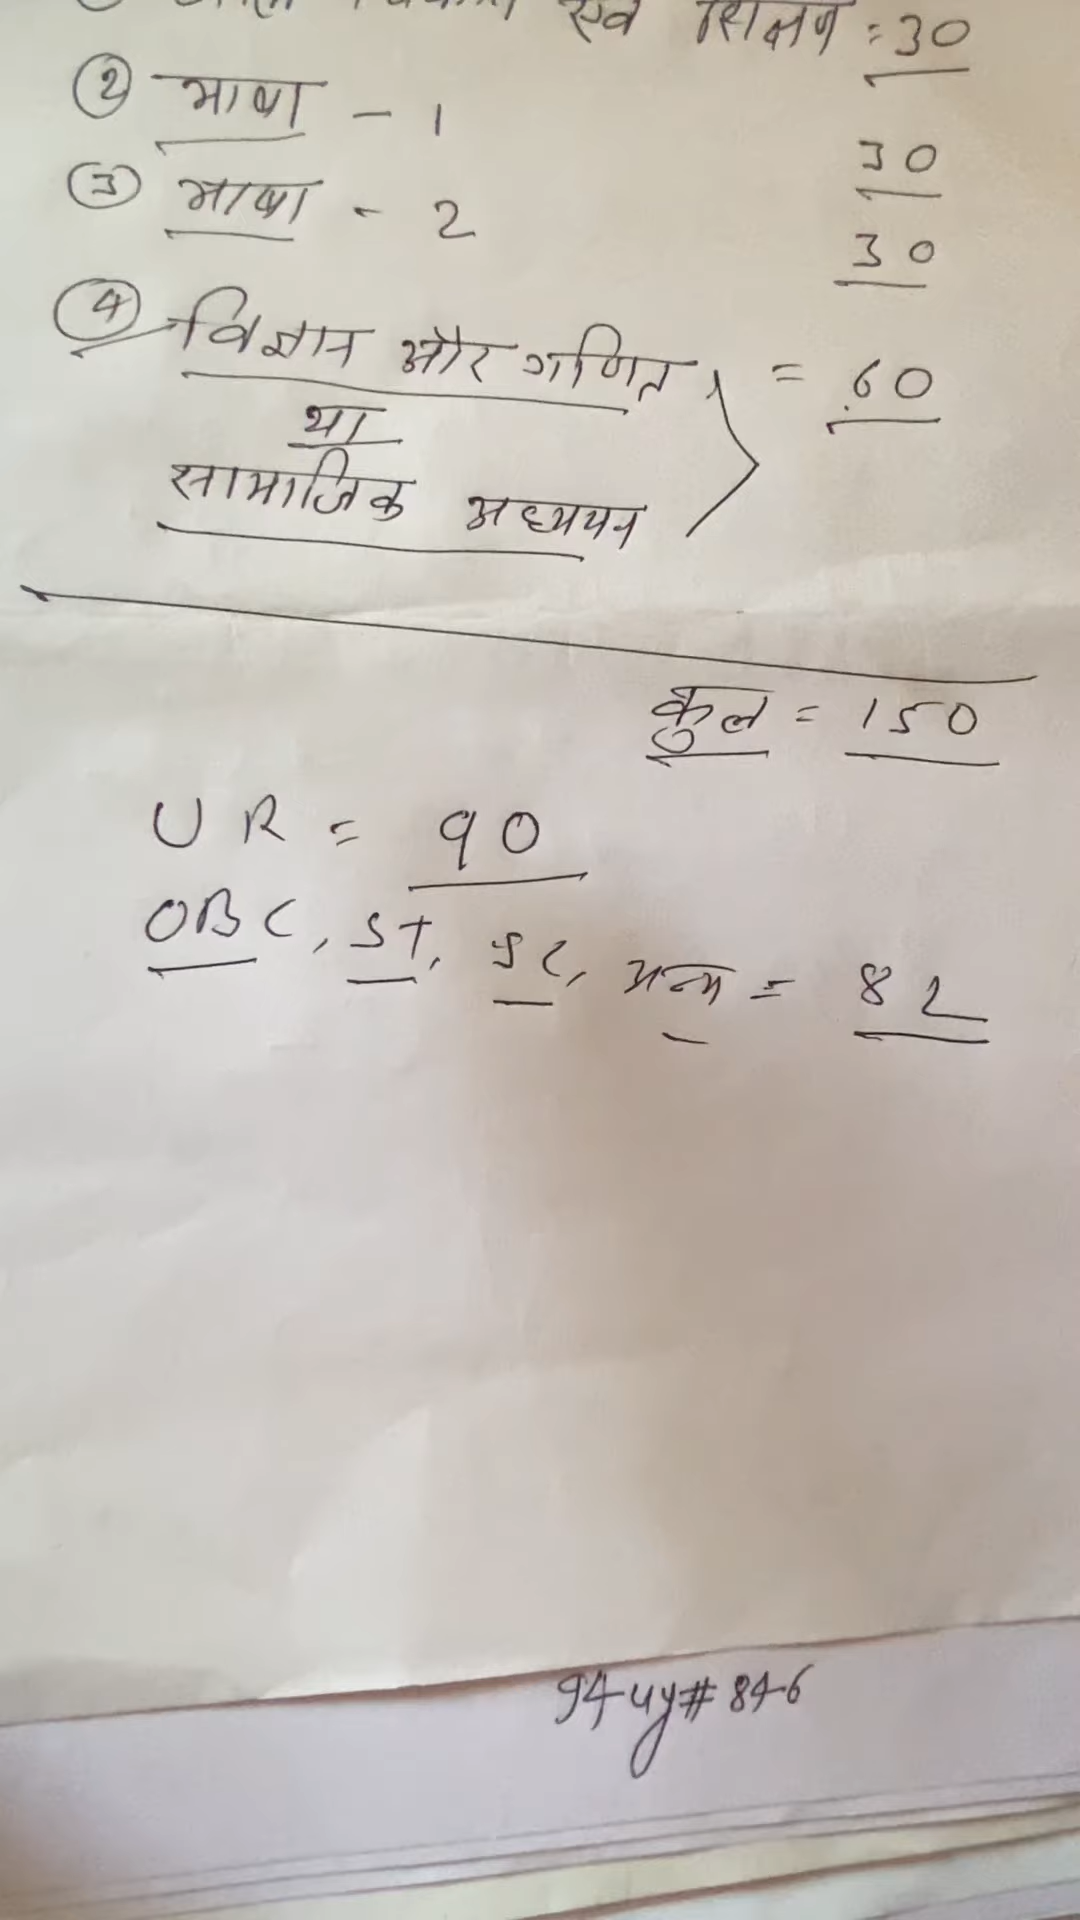 एवं शिक्षण = 30
② भाषा - 1 30
③ भाषा - 2 30
④ विज्ञान और गणित = 60
या
सामाजिक अध्ययन
कुल = 150
UR = 90
OBC, ST, SC, अन्य = 82